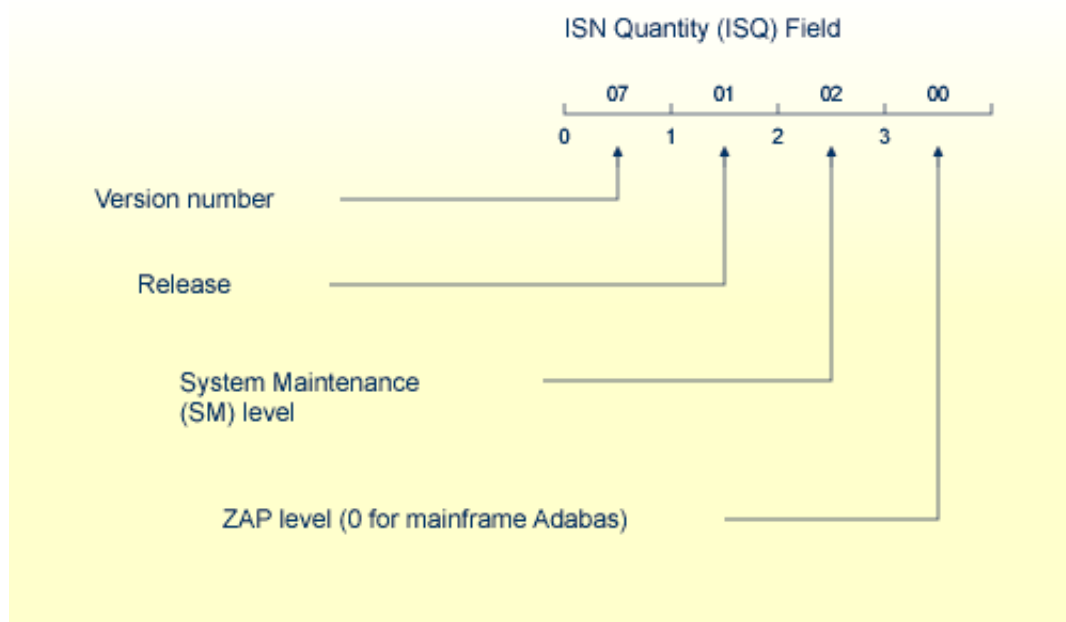 ISN Quantity (ISQ) Field
07 01 02 00
0 1 2 3
Version number
Release
System Maintenance
(SM) level
ZAP level (0 for mainframe Adabas)